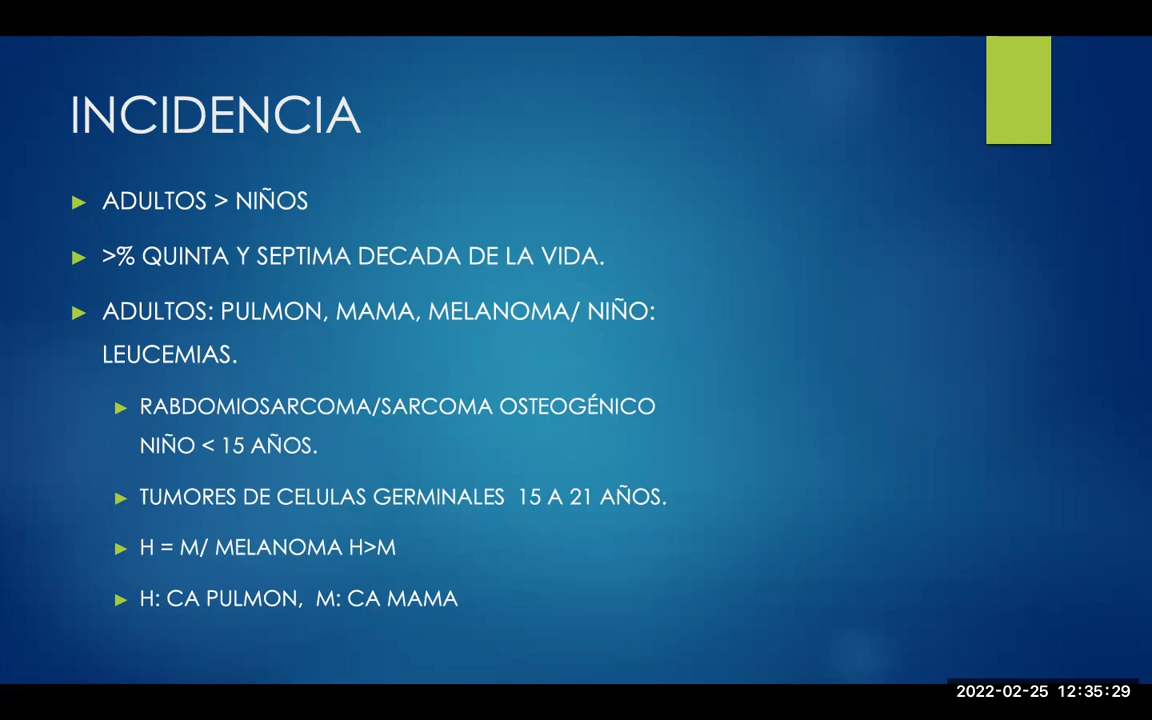 INCIDENCIA
ADULTOS > NIÑOS
>% QUINTA Y SEPTIMA DECADA DE LA VIDA.
ADULTOS: PULMON, MAMA, MELANOMA/ NIÑO:
LEUCEMIAS.
RABDOMIOSARCOMA/SARCOMA OSTEOGÉNICO
NIÑO < 15 AÑOS.
TUMORES DE CELULAS GERMINALES 15 A 21 AÑOS.
H = M/ MELANOMA H>M
H: CA PULMON, M: CA MAMA
2022-02-25 12:35:29